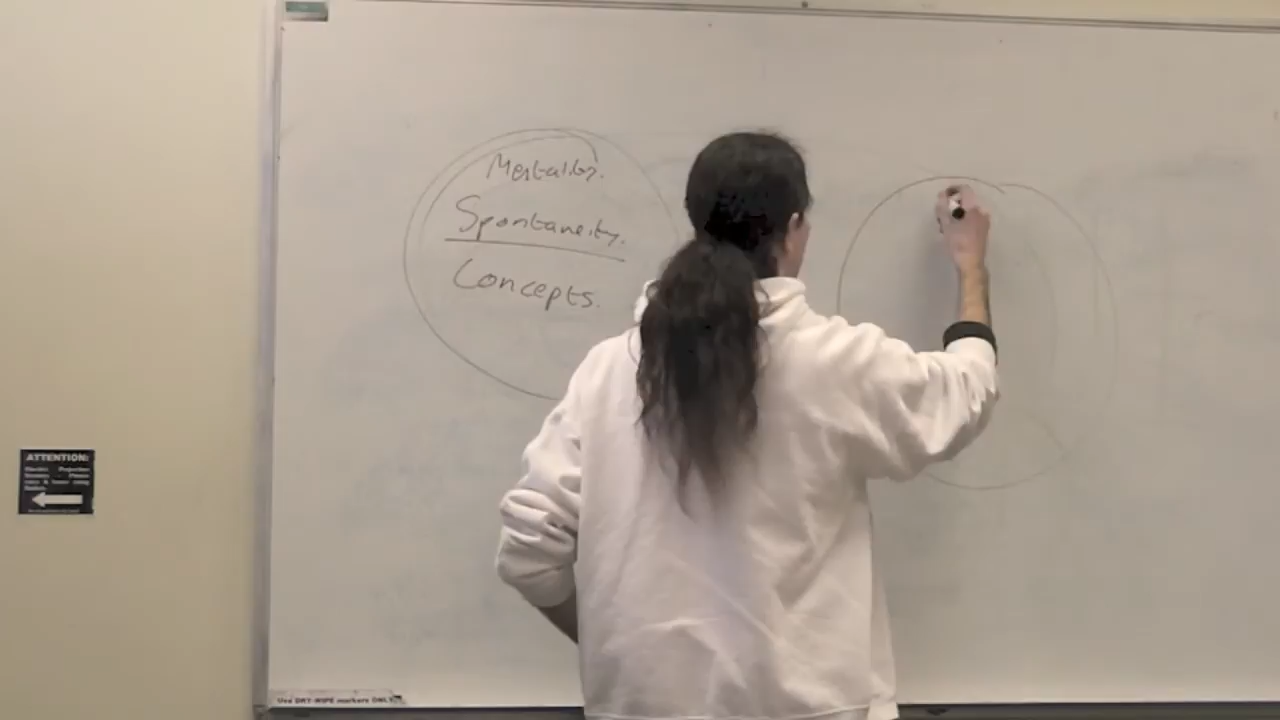 Mentality.
Spontaneity.
Concepts.
ATTENTION:
Use DRY-WIPE markers ONLY.